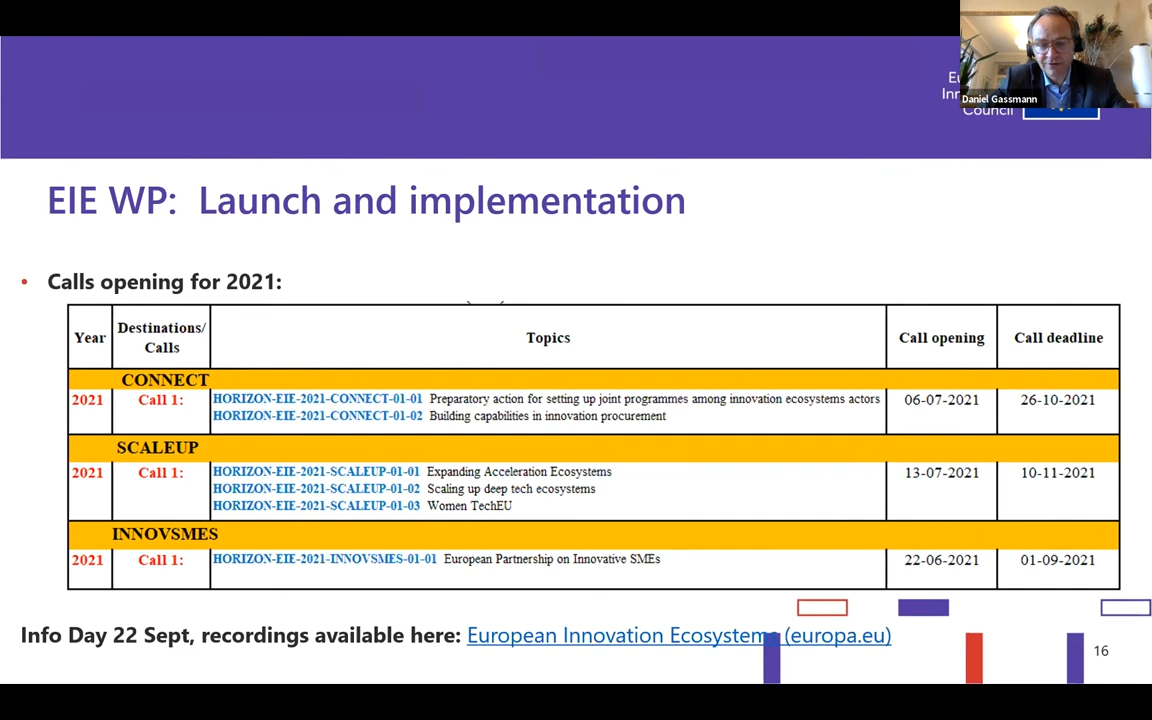 Eu
Inn
Council
Daniel Gassmann
EIE WP: Launch and implementation
• Calls opening for 2021:
Year Destinations/ Calls Topics Call opening Call deadline
CONNECT
2021 Call 1: HORIZON-EIE-2021-CONNECT-01-01 Preparatory action for setting up joint programmes among innovation ecosystems actors 06-07-2021 26-10-2021
HORIZON-EIE-2021-CONNECT-01-02 Building capabilities in innovation procurement
SCALEUP
2021 Call 1: HORIZON-EIE-2021-SCALEUP-01-01 Expanding Acceleration Ecosystems 13-07-2021 10-11-2021
HORIZON-EIE-2021-SCALEUP-01-02 Scaling up deep tech ecosystems
HORIZON-EIE-2021-SCALEUP-01-03 Women TechEU
INNOVSMES
2021 Call 1: HORIZON-EIE-2021-INNOVSMES-01-01 European Partnership on Innovative SMEs 22-06-2021 01-09-2021
Info Day 22 Sept, recordings available here: European Innovation Ecosystems (europa.eu)
16